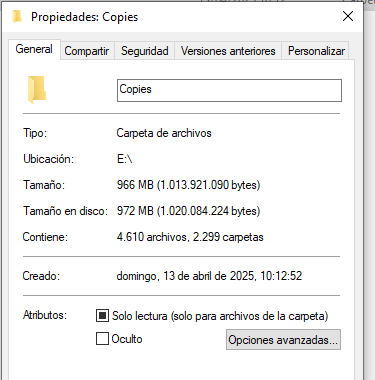 Propiedades: Copies
General Compartir Seguridad Versiones anteriores Personalizar
Copies
Tipo: Carpeta de archivos
Ubicación: E:\
Tamaño: 966 MB (1.013.921.090 bytes)
Tamaño en disco: 972 MB (1.020.084.224 bytes)
Contiene: 4.610 archivos, 2.299 carpetas
Creado: domingo, 13 de abril de 2025, 10:12:52
Atributos: Solo lectura (solo para archivos de la carpeta)
Oculto Opciones avanzadas...